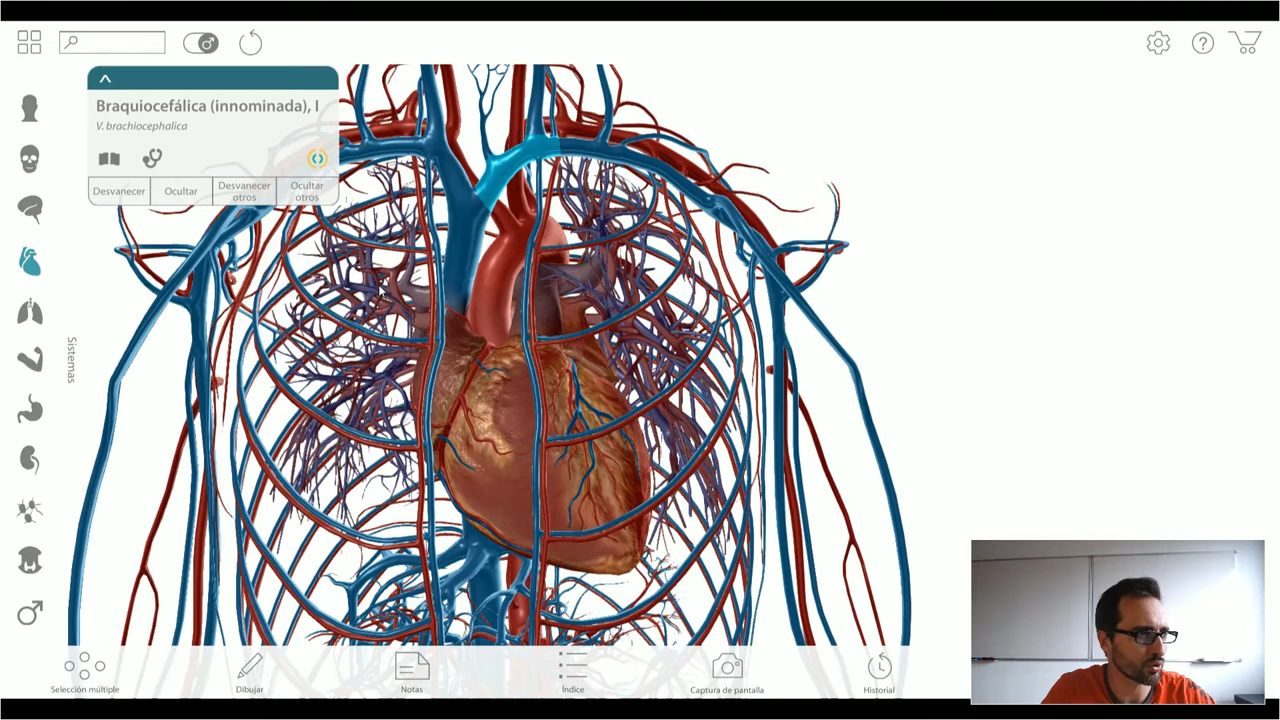 Braquiocefálica (innominada), I
V. brachiocephalica
Desvanecer
Ocultar
Desvanecer
otros
Ocultar
otros
Sistemas
Selección múltiple
Dibujar
Notas
Índice
Captura de pantalla
Historial